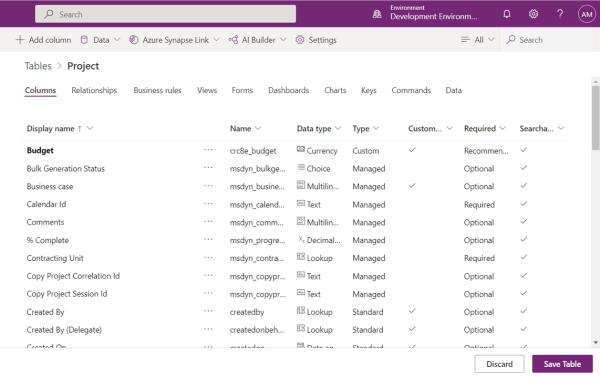 Search
Environment
Development Environm...
AM
+ Add column Data Azure Synapse Link AI Builder Settings All Search
Tables > Project
Columns Relationships Business rules Views Forms Dashboards Charts Keys Commands Data
Display name ↑ Name Data type Type Custom... Required Searcha...
Budget ... crc8e_budget Currency Custom ✓ Recommen... ✓
Bulk Generation Status ... msdyn_bulkge... Choice Managed Optional ✓
Business case ... msdyn_busine... Multilin... Managed ✓ Optional ✓
Calendar Id ... msdyn_calend... Text Managed Required ✓
Comments ... msdyn_comm... Multilin... Managed Optional ✓
% Complete ... msdyn_progre... Decimal... Managed Optional ✓
Contracting Unit ... msdyn_contra... Lookup Managed Required ✓
Copy Project Correlation Id ... msdyn_copypr... Text Managed Optional ✓
Copy Project Session Id ... msdyn_copypr... Text Managed Optional ✓
Created By ... createdby Lookup Standard ✓ Optional ✓
Created By (Delegate) ... createdonbeh... Lookup Standard ✓ Optional ✓
Created On ... createdon Date an... Standard ✓ Optional ✓
Discard Save Table